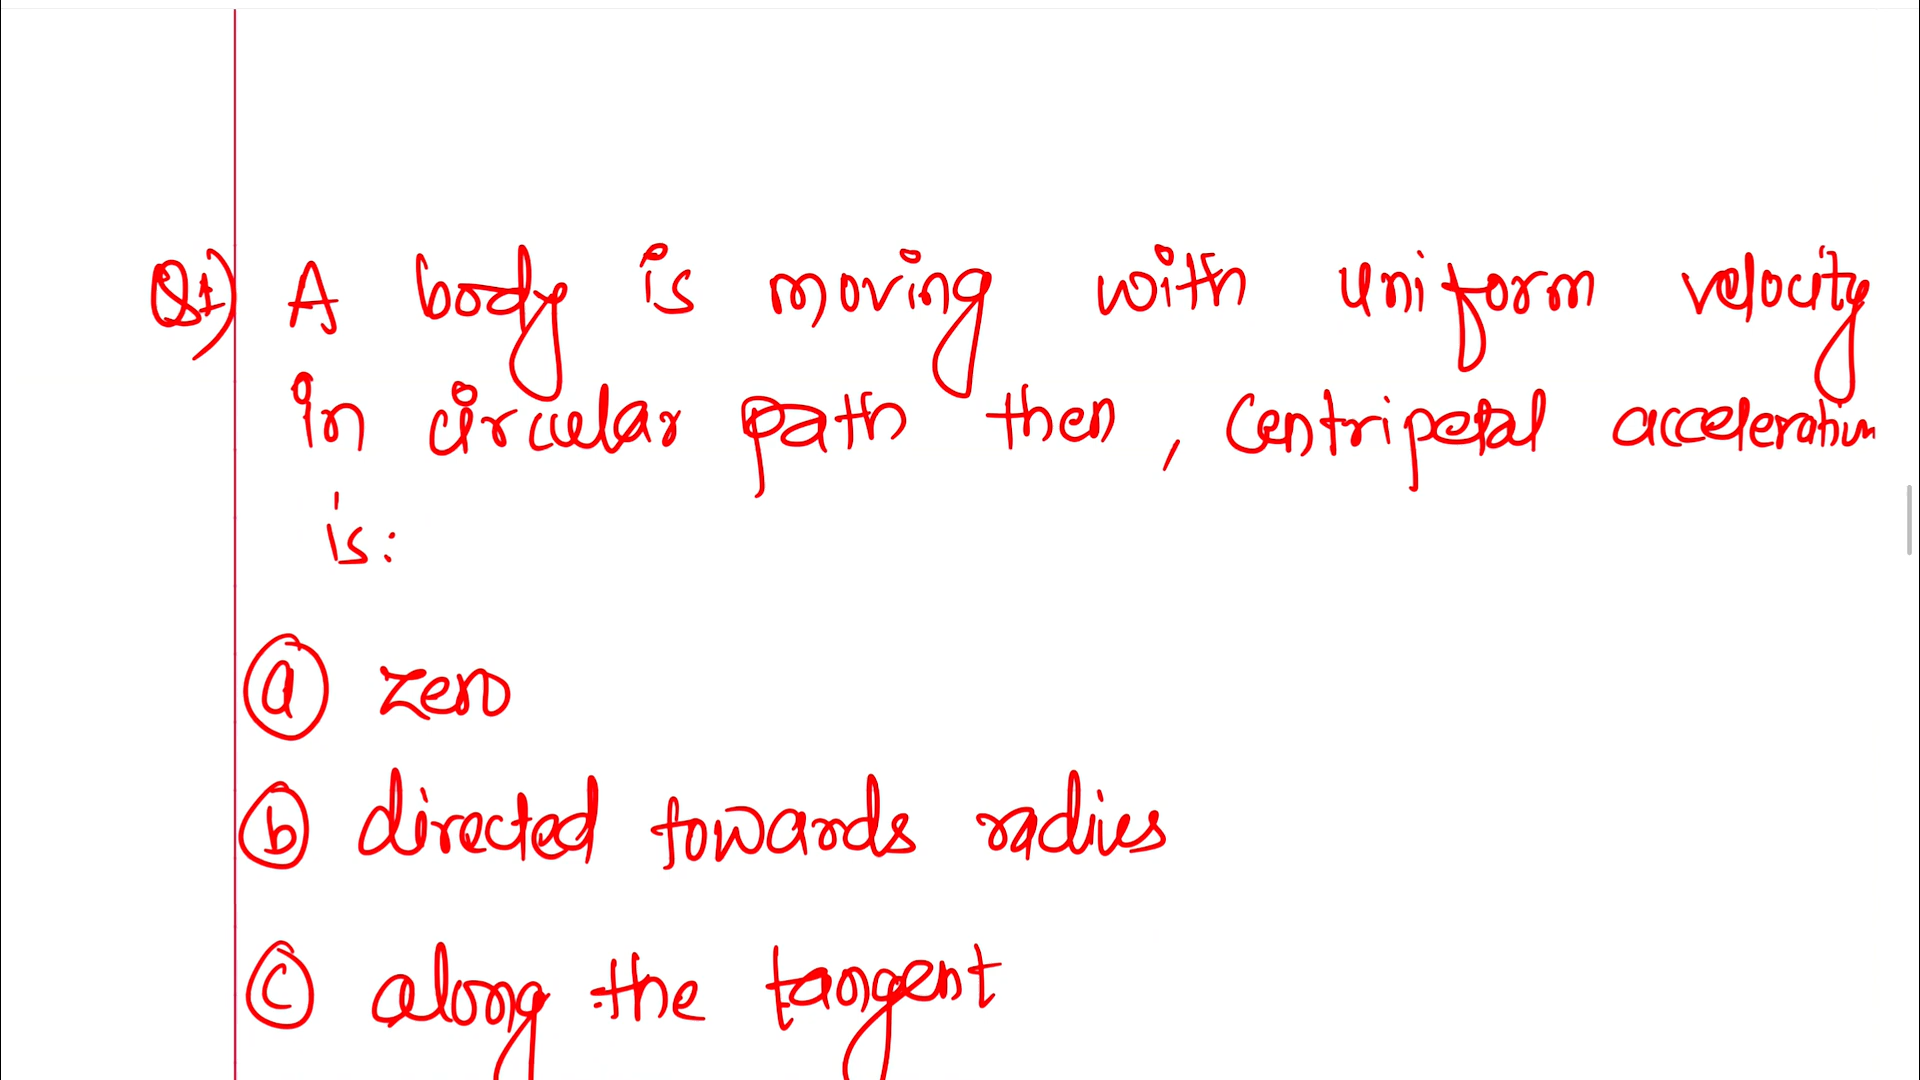 Q1) A body is moving with uniform velocity
in circular path then, centripetal acceleration
is:
(a) zero
(b) directed towards radius
(c) along the tangent